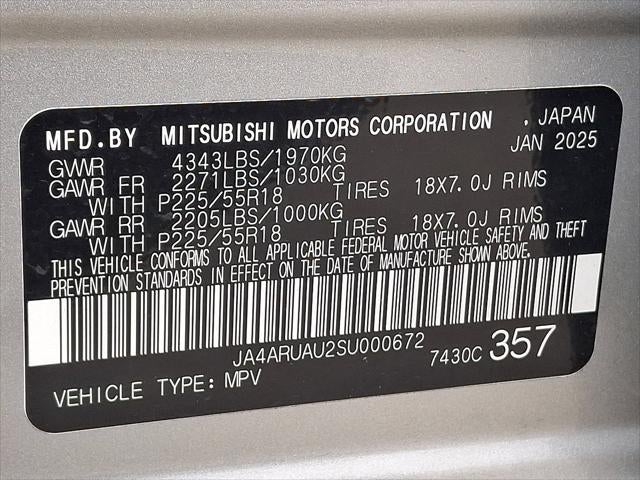 MFD.BY MITSUBISHI MOTORS CORPORATION , JAPAN
JAN 2025
GVWR 4343LBS/1970KG
GAWR FR 2271LBS/1030KG
WITH P225/55R18 TIRES 18X7.0J RIMS
GAWR RR 2205LBS/1000KG
WITH P225/55R18 TIRES 18X7.0J RIMS
THIS VEHICLE CONFORMS TO ALL APPLICABLE FEDERAL MOTOR VEHICLE SAFETY AND THEFT
PREVENTION STANDARDS IN EFFECT ON THE DATE OF MANUFACTURE SHOWN ABOVE.
JA4ARUAU2SU000672 7430C 357
VEHICLE TYPE: MPV